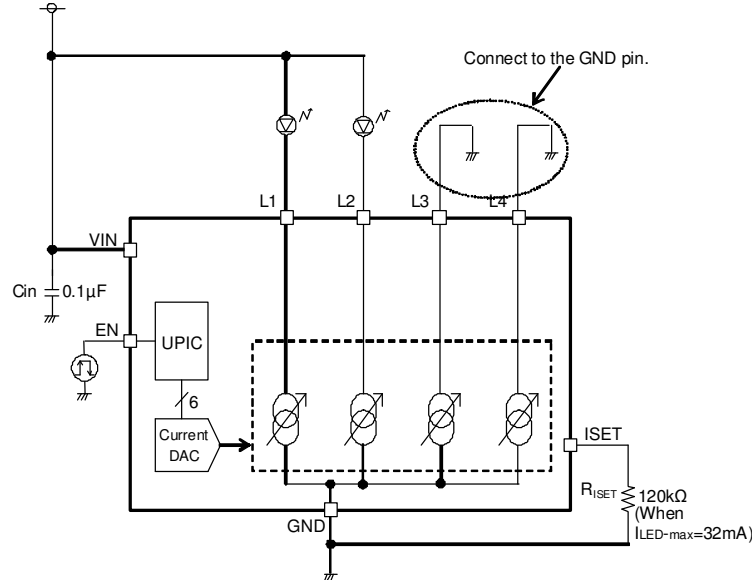 Connect to the GND pin.
L1
L2
L3
L4
VIN
Cin
0.1µF
EN
UPIC
6
Current
DAC
ISET
RISET
120kΩ
(When
ILED-max=32mA)
GND